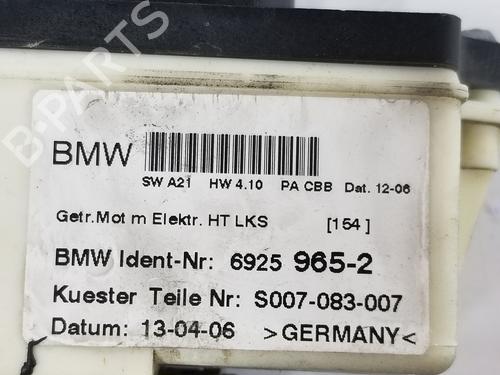 BMW
SW A21 HW 4.10 PA CBB Dat. 12-06
Getr.Mot m Elektr. HT LKS [154]
BMW Ident-Nr: 6925 965-2
Kuester Teile Nr: S007-083-007
Datum: 13-04-06 >GERMANY<
B-PARTS